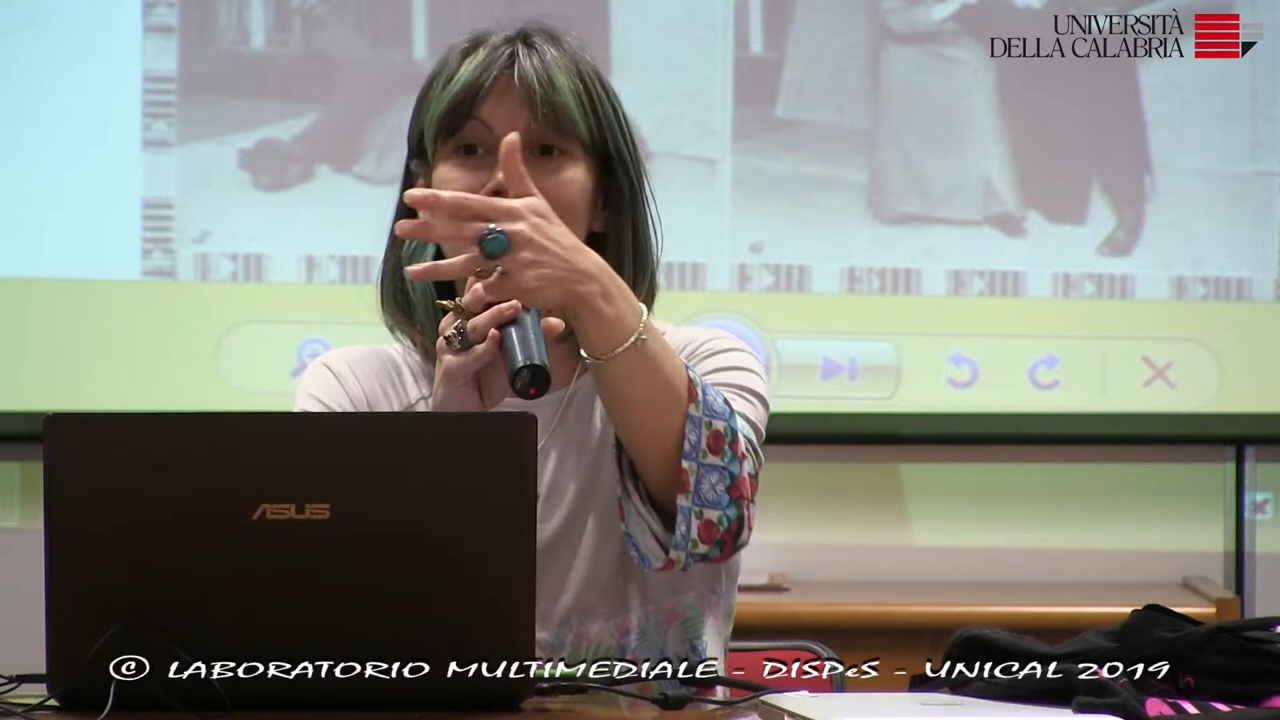 UNIVERSITÀ
DELLA CALABRIA
ASUS
© LABORATORIO MULTIMEDIALE - DISPeS - UNICAL 2019